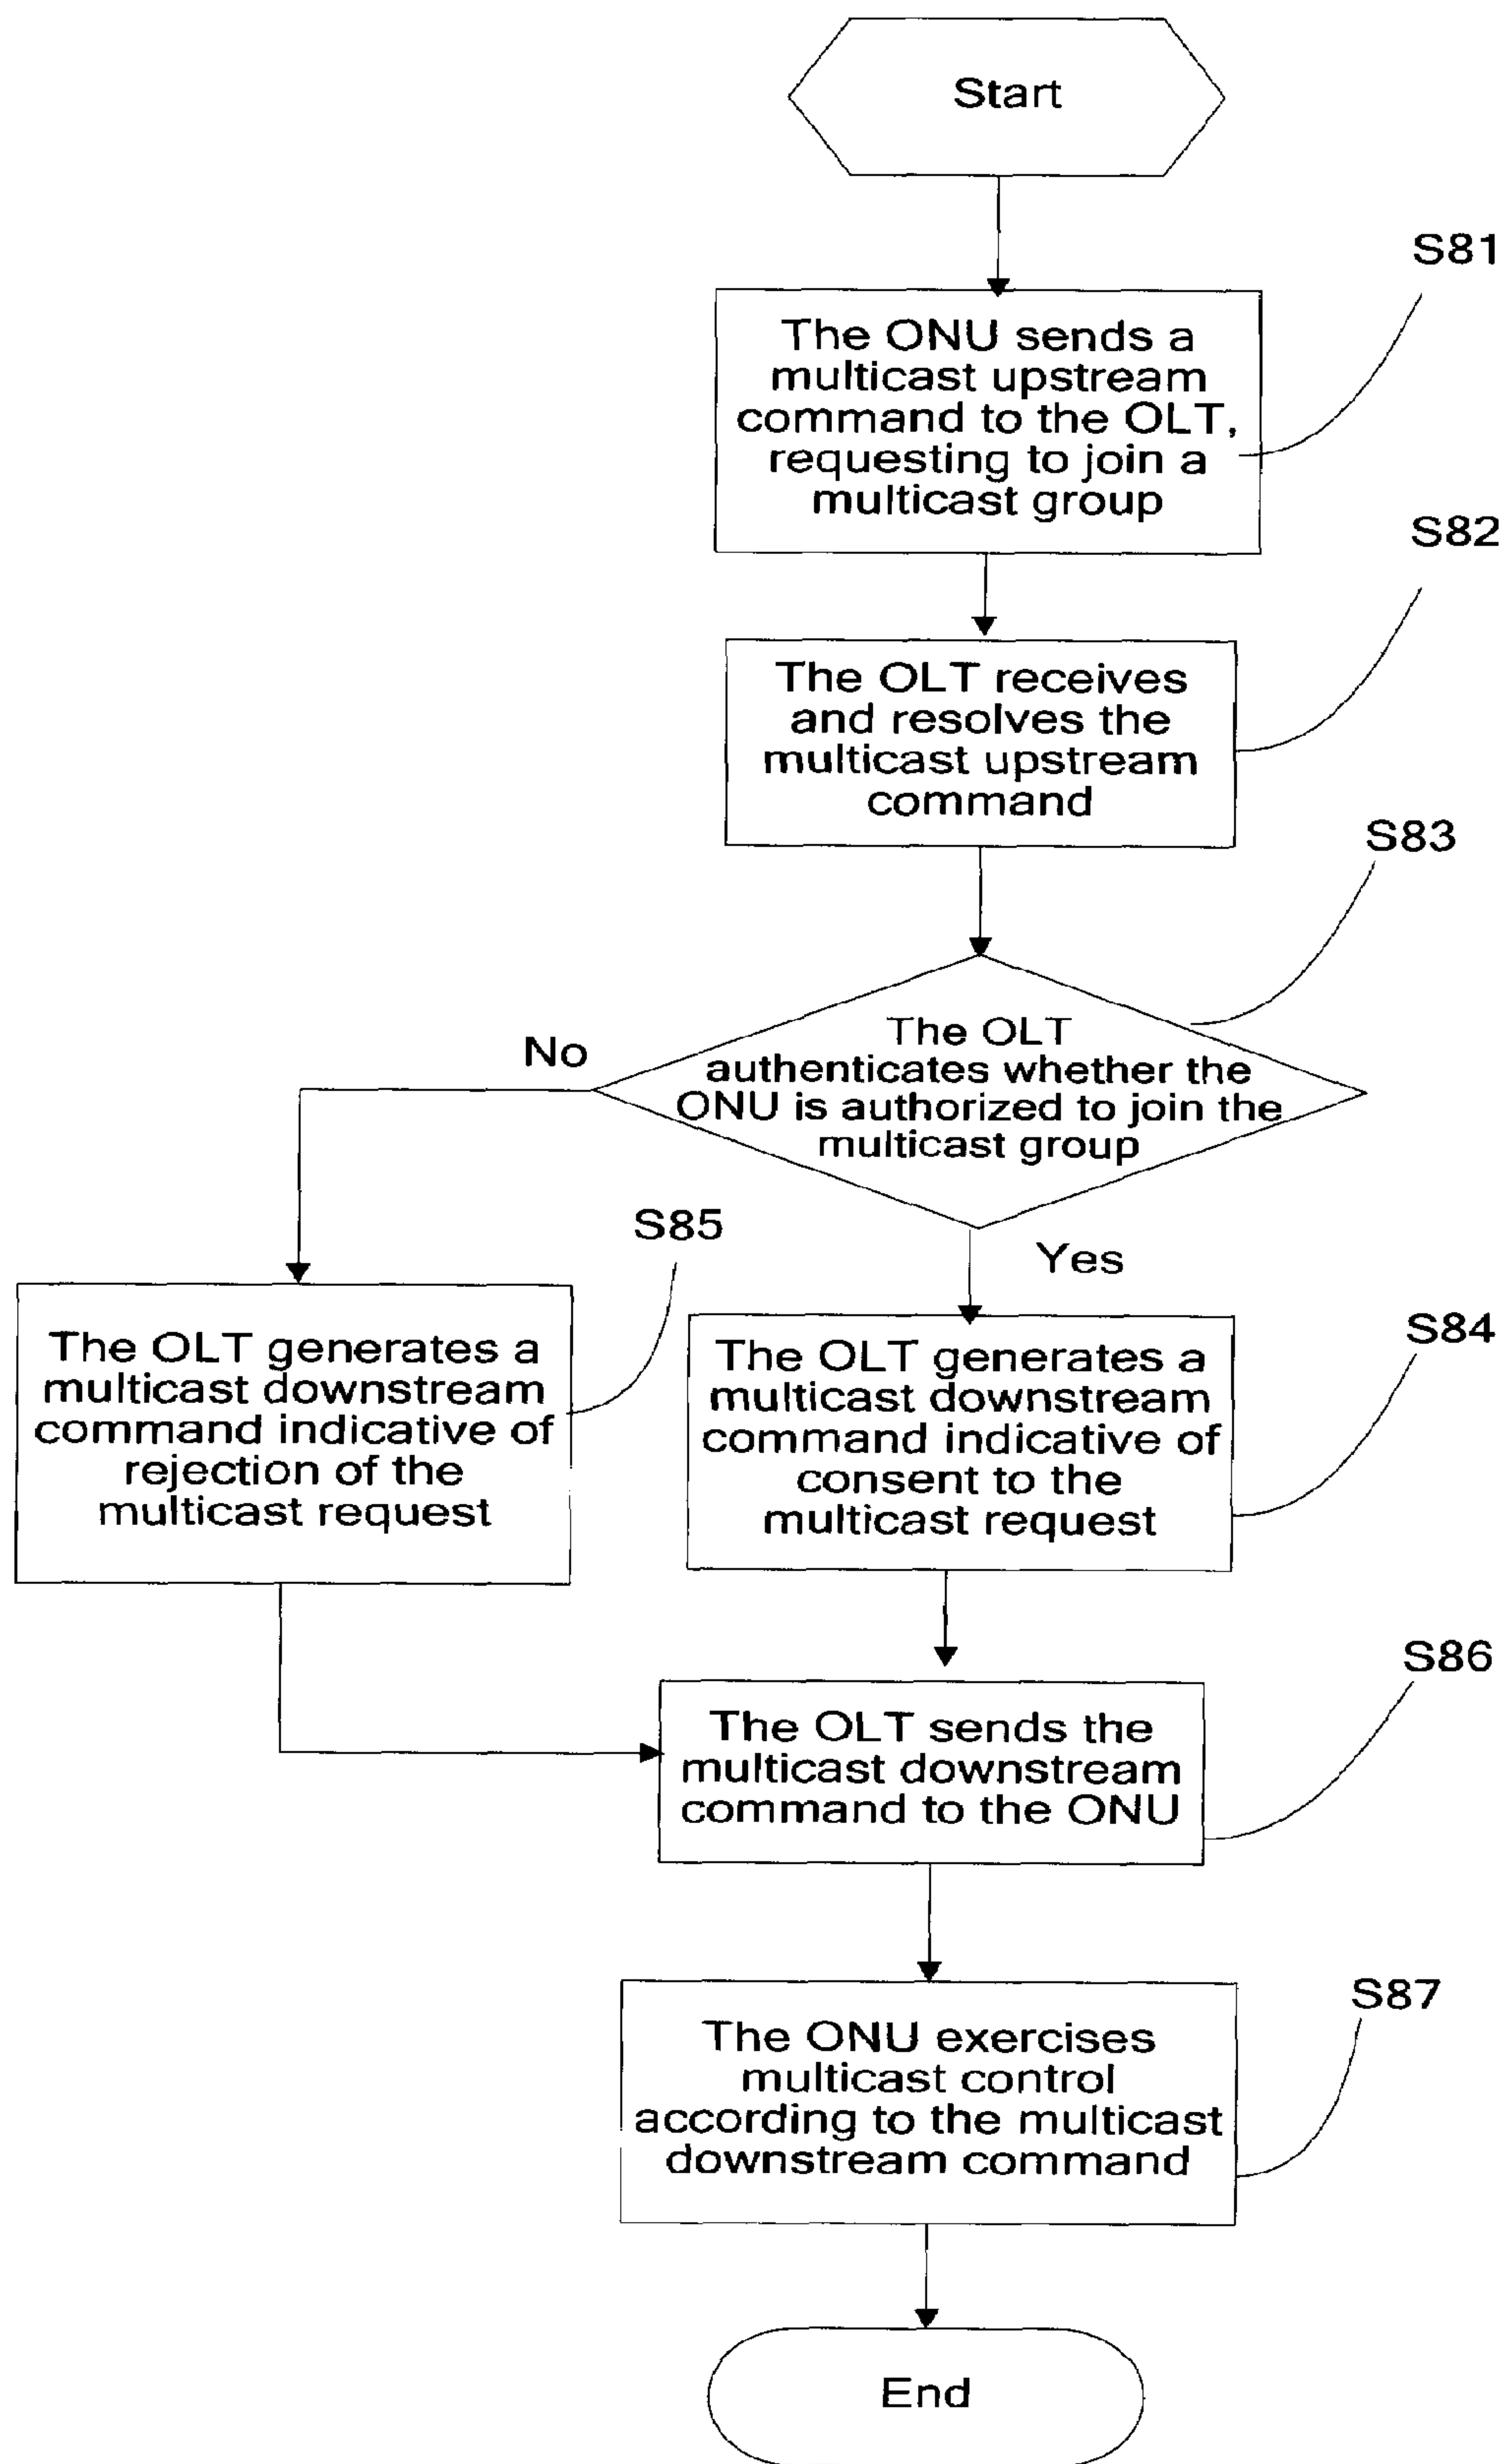 Start
S81
The ONU sends a
multicast upstream
command to the OLT,
requesting to join a
multicast group
S82
The OLT receives
and resolves the
multicast upstream
command
S83
The OLT
authenticates whether the
ONU is authorized to join the
multicast group
No
Yes
S85
The OLT generates a
multicast downstream
command indicative of
rejection of the
multicast request
S84
The OLT generates a
multicast downstream
command indicative of
consent to the
multicast request
S86
The OLT sends the
multicast downstream
command to the ONU
S87
The ONU exercises
multicast control
according to the multicast
downstream command
End